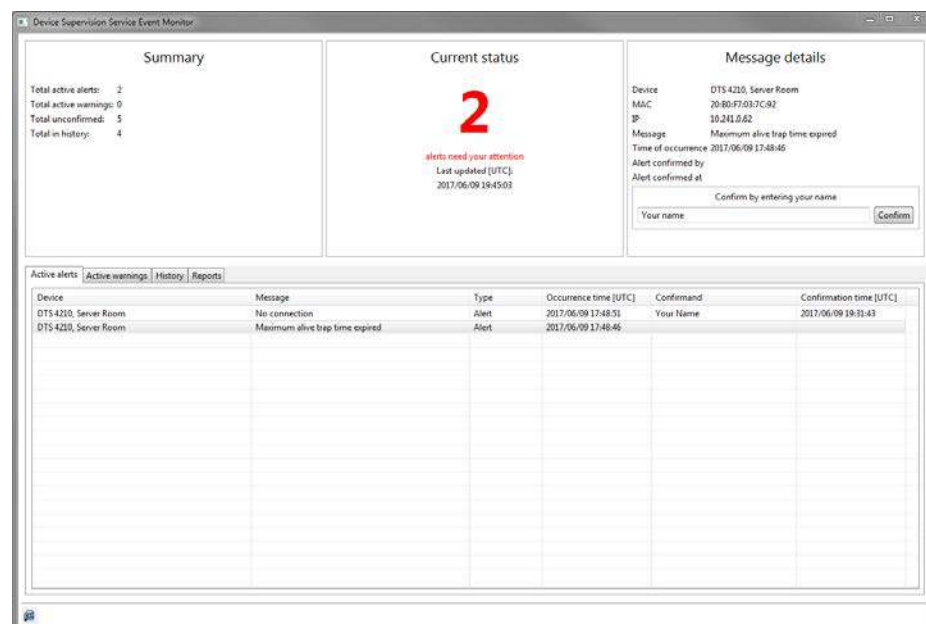 Device Supervision Service Event Monitor
Summary
Total active alerts: 2
Total active warnings: 0
Total unconfirmed: 5
Total in history: 4
Current status
2
alerts need your attention
Last updated [UTC]:
2017/06/09 19:45:03
Message details
Device DTS 4210, Server Room
MAC 20:B0:F7:03:7C:92
IP 10.241.0.62
Message Maximum alive trap time expired
Time of occurrence 2017/06/09 17:48:46
Alert confirmed by
Alert confirmed at
Confirm by entering your name
Your name Confirm
Active alerts Active warnings History Reports
Device Message Type Occurrence time [UTC] Confirmand Confirmation time [UTC]
DTS 4210, Server Room No connection Alert 2017/06/09 17:48:51 Your Name 2017/06/09 19:31:43
DTS 4210, Server Room Maximum alive trap time expired Alert 2017/06/09 17:48:46